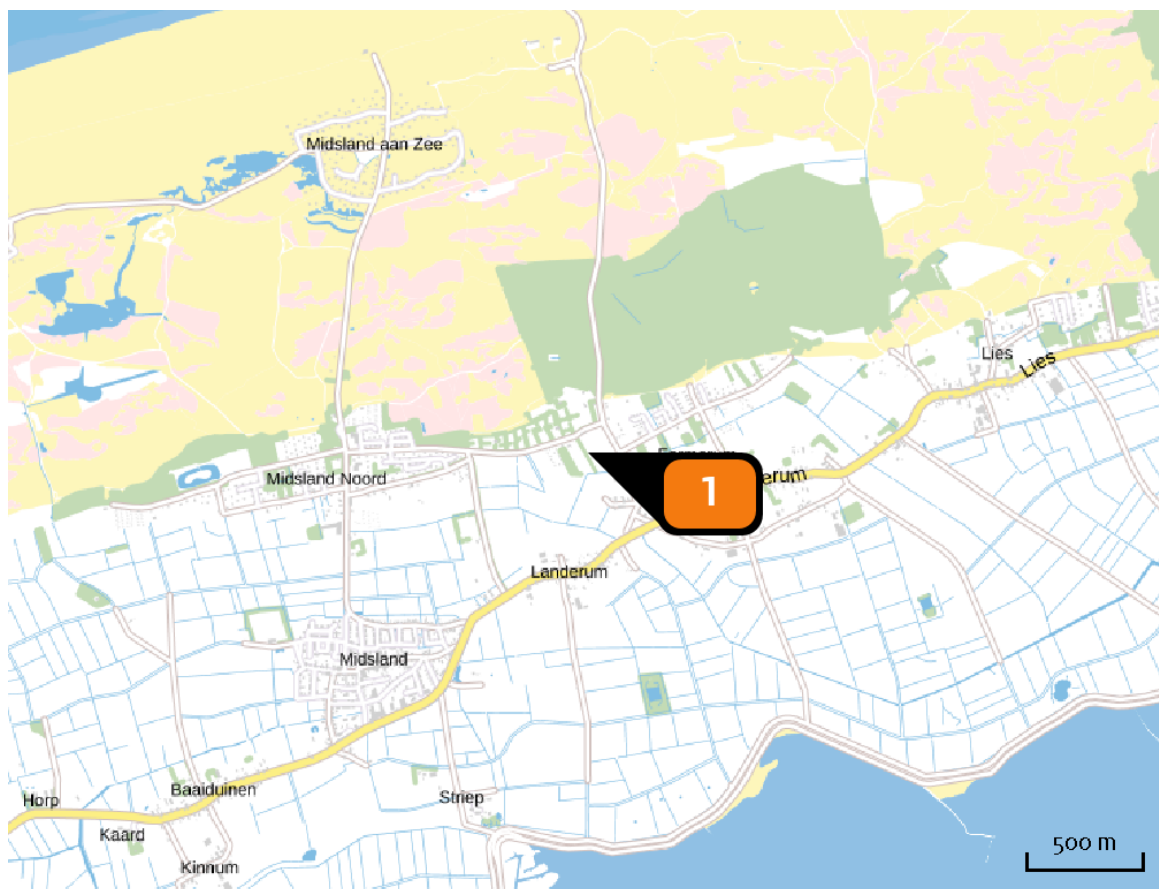 Midsland aan Zee
Lies
Lies
Midsland Noord
1
erum
Landerum
Midsland
Baaiduinen
Horp
Striep
Kaard
Kinnum
500 m